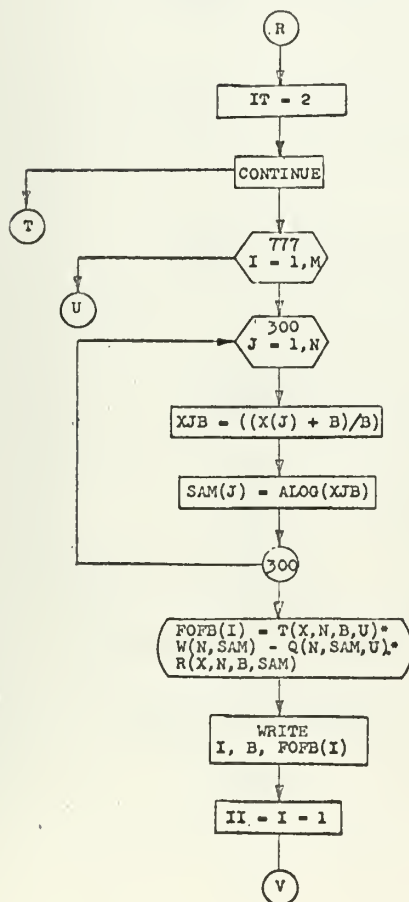 R
IT = 2
CONTINUE
T
777
I = 1,M
U
300
J = 1,N
XJB = ((X(J) + B)/B)
SAM(J) = ALOG(XJB)
300
FOFB(I) = T(X,N,B,U)*
W(N,SAM) - Q(N,SAM,U)*
R(X,N,B,SAM)
WRITE
I, B, FOFB(I)
II = I = 1
V